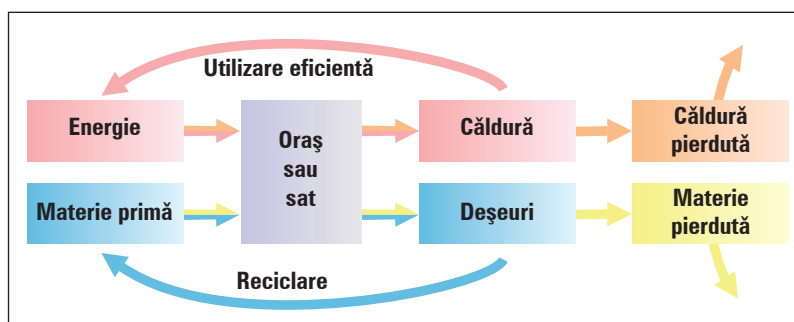 Utilizare eficientă
Energie
Oraş
sau
sat
Căldură
Căldură
pierdută
Materie primă
Deşeuri
Materie
pierdută
Reciclare